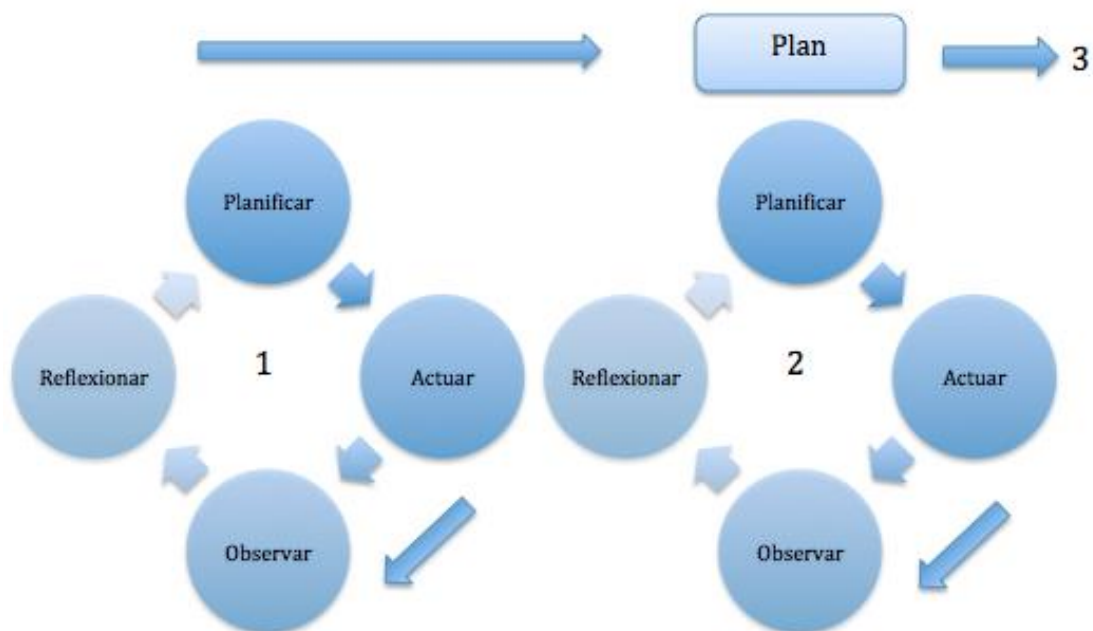 Plan
3
Planificar
Planificar
Reflexionar
1
Actuar
Reflexionar
2
Actuar
Observar
Observar